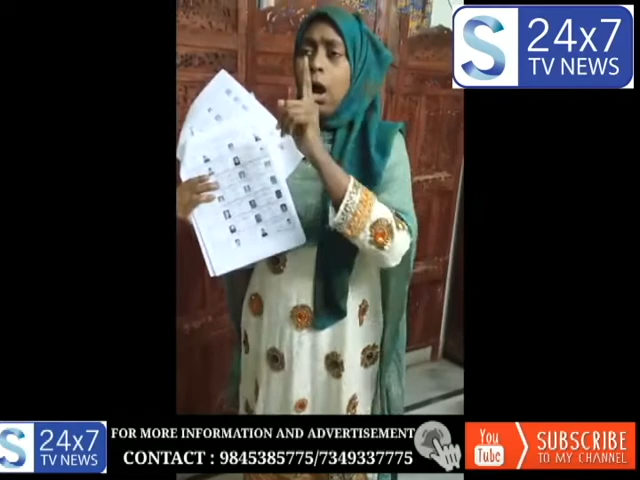 S 24x7
TV NEWS
S 24x7
TV NEWS
FOR MORE INFORMATION AND ADVERTISEMENT
CONTACT : 9845385775/7349337775
You
Tube
SUBSCRIBE
TO MY CHANNEL